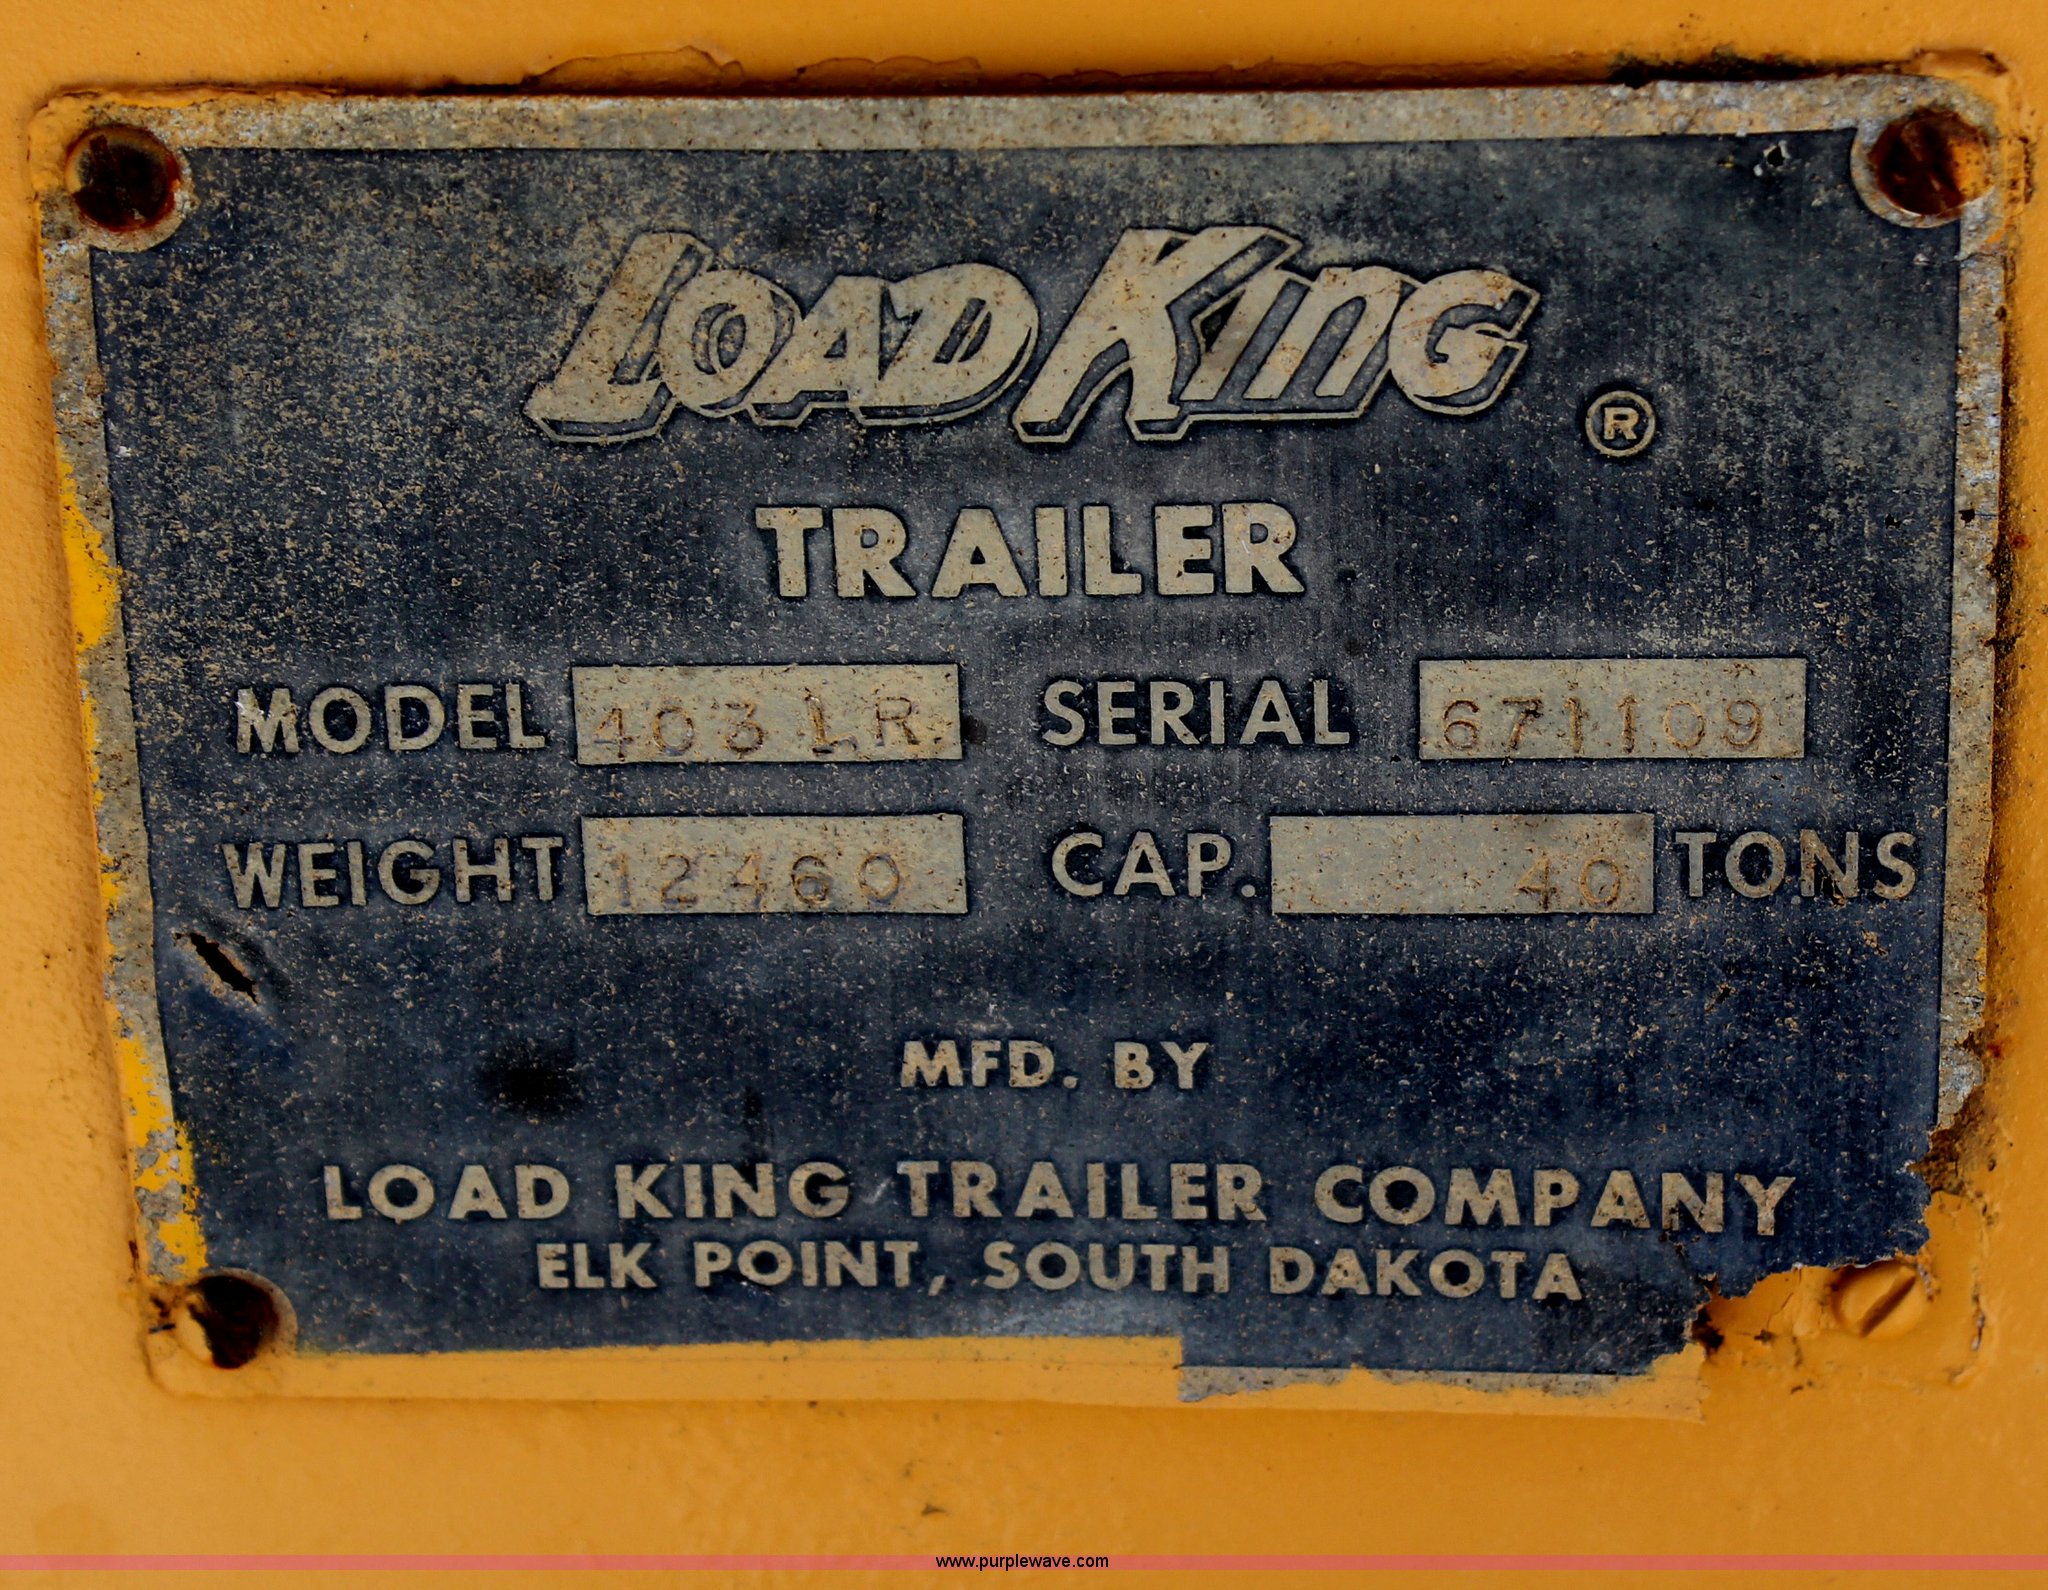 LOAD KING ®
TRAILER
MODEL 403 LR SERIAL 671109
WEIGHT 12460 CAP. 40 TONS
MFD. BY
LOAD KING TRAILER COMPANY
ELK POINT, SOUTH DAKOTA
www.purplewave.com